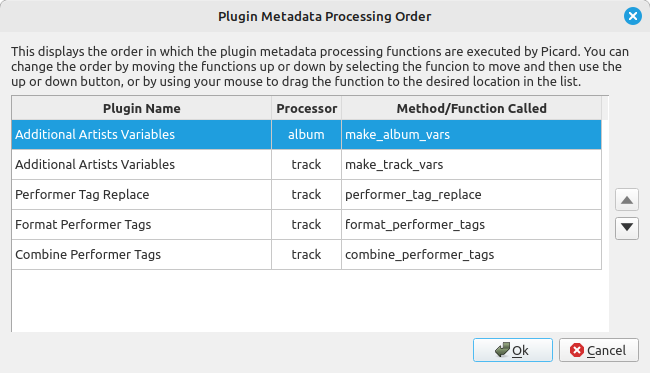 Plugin Metadata Processing Order
This displays the order in which the plugin metadata processing functions are executed by Picard. You can
change the order by moving the functions up or down by selecting the funcion to move and then use the
up or down button, or by using your mouse to drag the function to the desired location in the list.
Plugin Name Processor Method/Function Called
Additional Artists Variables album make_album_vars
Additional Artists Variables track make_track_vars
Performer Tag Replace track performer_tag_replace
Format Performer Tags track format_performer_tags
Combine Performer Tags track combine_performer_tags
Ok Cancel